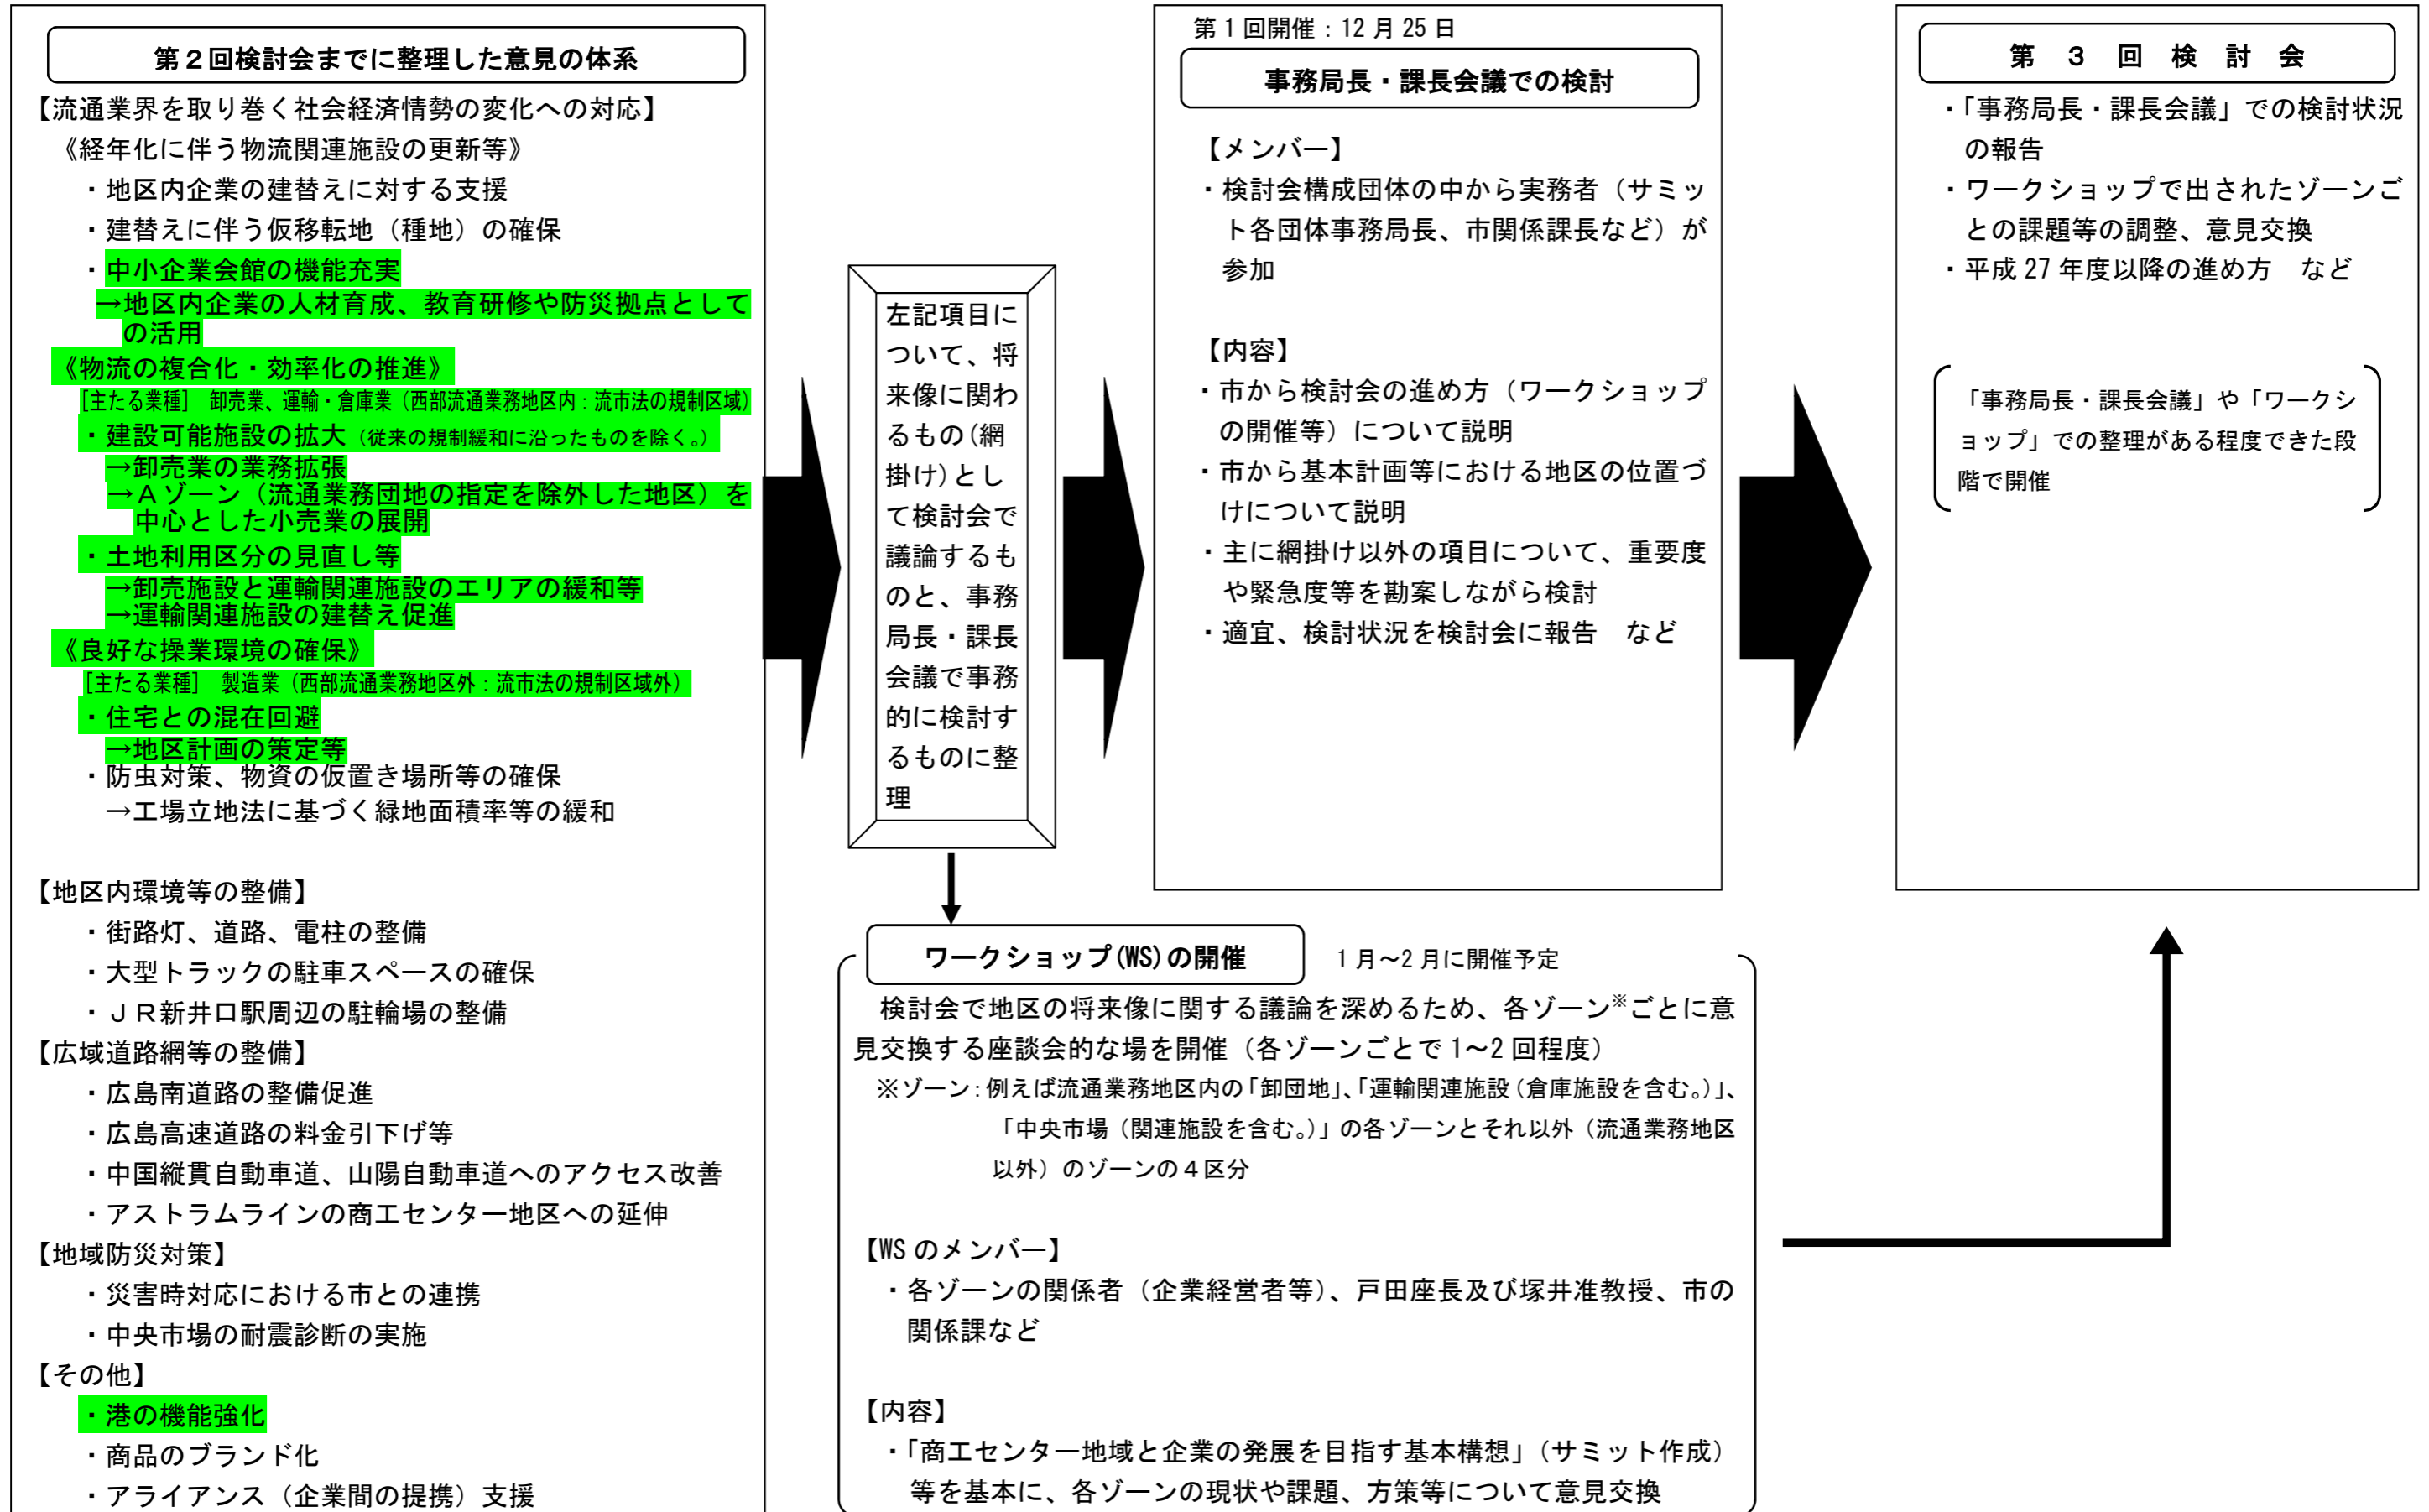 第２回検討会までに整理した意見の体系
【流通業界を取り巻く社会経済情勢の変化への対応】
《経年化に伴う物流関連施設の更新等》
・地区内企業の建替えに対する支援
・建替えに伴う仮移転地（種地）の確保
・中小企業会館の機能充実
→地区内企業の人材育成、教育研修や防災拠点として
の活用
《物流の複合化・効率化の推進》
［主たる業種］ 卸売業、運輸・倉庫業（西部流通業務地区内：流市法の規制区域）
・建設可能施設の拡大（従来の規制緩和に沿ったものを除く。）
→卸売業の業務拡張
→Ａゾーン（流通業務団地の指定を除外した地区）を
中心とした小売業の展開
・土地利用区分の見直し等
→卸売施設と運輸関連施設のエリアの緩和等
→運輸関連施設の建替え促進
《良好な操業環境の確保》
［主たる業種］ 製造業（西部流通業務地区外：流市法の規制区域外）
・住宅との混在回避
→地区計画の策定等
・防虫対策、物資の仮置き場所等の確保
→工場立地法に基づく緑地面積率等の緩和
【地区内環境等の整備】
・街路灯、道路、電柱の整備
・大型トラックの駐車スペースの確保
・ＪＲ新井口駅周辺の駐輪場の整備
【広域道路網等の整備】
・広島南道路の整備促進
・広島高速道路の料金引下げ等
・中国縦貫自動車道、山陽自動車道へのアクセス改善
・アストラムラインの商工センター地区への延伸
【地域防災対策】
・災害時対応における市との連携
・中央市場の耐震診断の実施
【その他】
・港の機能強化
・商品のブランド化
・アライアンス（企業間の提携）支援
左記項目に
ついて、将
来像に関わ
るもの（網
掛け）とし
て検討会で
議論するも
のと、事務
局長・課長
会議で事務
的に検討す
るものに整
理
第１回開催：12月25日
事務局長・課長会議での検討
【メンバー】
・検討会構成団体の中から実務者（サミッ
ト各団体事務局長、市関係課長など）が
参加
【内容】
・市から検討会の進め方（ワークショップ
の開催等）について説明
・市から基本計画等における地区の位置づ
けについて説明
・主に網掛け以外の項目について、重要度
や緊急度等を勘案しながら検討
・適宜、検討状況を検討会に報告　など
第　３　回　検　討　会
・「事務局長・課長会議」での検討状況
の報告
・ワークショップで出されたゾーンご
との課題等の調整、意見交換
・平成27年度以降の進め方　など
「事務局長・課長会議」や「ワークシ
ョップ」での整理がある程度できた段
階で開催
ワークショップ(WS)の開催
1月～2月に開催予定
検討会で地区の将来像に関する議論を深めるため、各ゾーン※ごとに意
見交換する座談会的な場を開催（各ゾーンごとで1～2回程度）
※ゾーン：例えば流通業務地区内の「卸団地」、「運輸関連施設（倉庫施設を含む。）」、
「中央市場（関連施設を含む。）」の各ゾーンとそれ以外（流通業務地区
以外）のゾーンの４区分
【WSのメンバー】
・各ゾーンの関係者（企業経営者等）、戸田座長及び塚井准教授、市の
関係課など
【内容】
・「商工センター地域と企業の発展を目指す基本構想」（サミット作成）
等を基本に、各ゾーンの現状や課題、方策等について意見交換